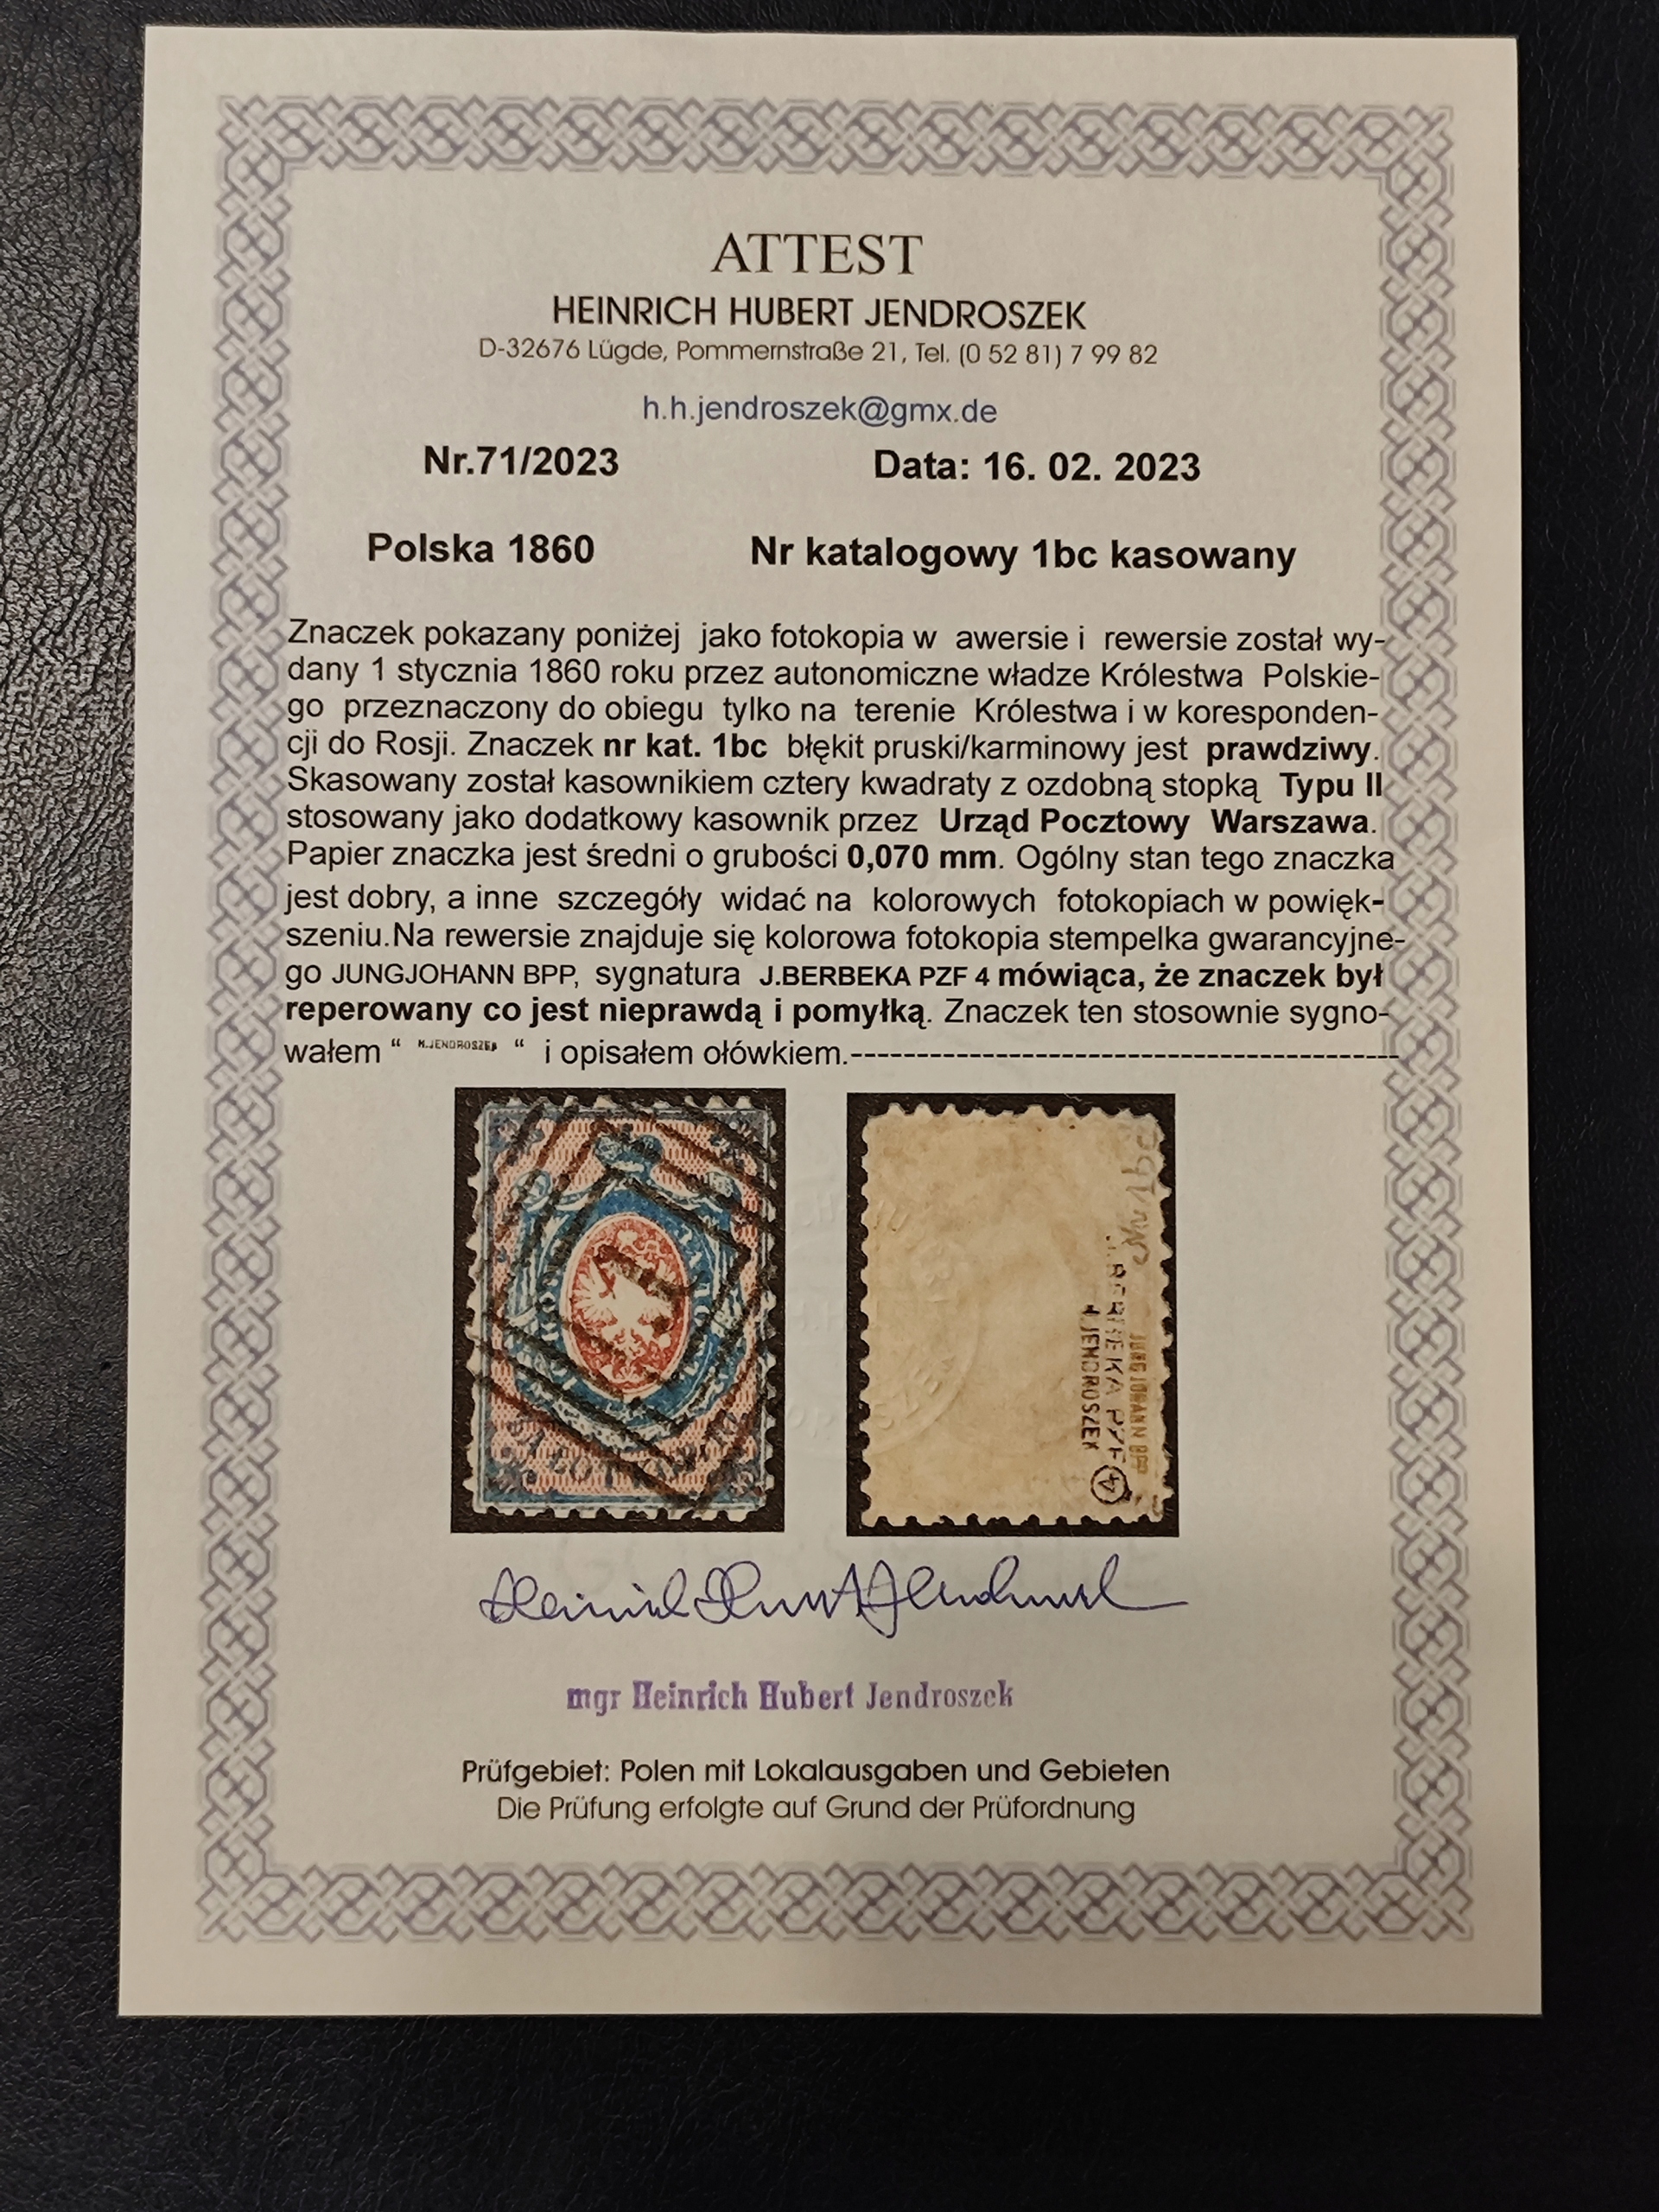 ATTEST
HEINRICH HUBERT JENDROSZEK
D-32676 Lügde, Pommernstraße 21, Tel. (0 52 81) 7 99 82
h.h.jendroszek@gmx.de
Nr.71/2023 Data: 16. 02. 2023
Polska 1860 Nr katalogowy 1bc kasowany
Znaczek pokazany poniżej jako fotokopia w awersie i rewersie został wy-
dany 1 stycznia 1860 roku przez autonomiczne władze Królestwa Polskie-
go przeznaczony do obiegu tylko na terenie Królestwa i w koresponden-
cji do Rosji. Znaczek nr kat. 1bc błękit pruski/karminowy jest prawdziwy.
Skasowany został kasownikiem cztery kwadraty z ozdobną stopką Typu II
stosowany jako dodatkowy kasownik przez Urząd Pocztowy Warszawa.
Papier znaczka jest średni o grubości 0,070 mm. Ogólny stan tego znaczka
jest dobry, a inne szczegóły widać na kolorowych fotokopiach w powięk-
szeniu.Na rewersie znajduje się kolorowa fotokopia stempelka gwarancyjne-
go JUNGJOHANN BPP, sygnatura J.BERBEKA PZF 4 mówiąca, że znaczek był
reperowany co jest nieprawdą i pomyłką. Znaczek ten stosownie sygno-
wałem “ H.JENDROSZEK “ i opisałem ołówkiem.------------------------------------------
JUNGJOHANN BPP
J.BERBEKA PZF 4
H.JENDROSZEK
Heinrich Hubert Jendroszek
mgr Heinrich Hubert Jendroszek
Prüfgebiet: Polen mit Lokalausgaben und Gebieten
Die Prüfung erfolgte auf Grund der Prüfordnung